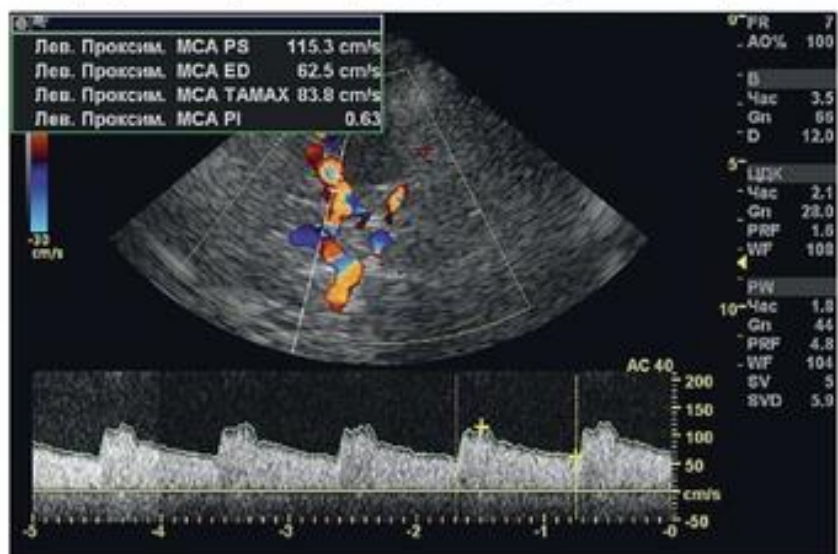 Лев. Проксим. MCA PS 115.3 cm/s
Лев. Проксим. MCA ED 62.5 cm/s
Лев. Проксим. MCA TAMAX 83.8 cm/s
Лев. Проксим. MCA PI 0.63
-33
cm/s
0
5
10
FR 7
AO% 100
В
Час 3.5
Gn 66
D 12.0
ЦДК
Час 2.1
Gn 28.0
PRF 1.6
WF 108
PW
Час 1.8
Gn 44
PRF 4.8
WF 104
SV 5
SVD 5.9
AC 40
200
150
100
50
cm/s
-50
-5 -4 -3 -2 -1 -0